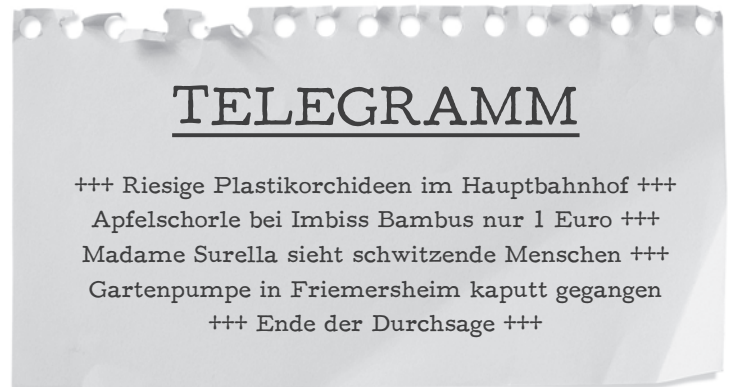 TELEGRAMM
+++ Riesige Plastikorchideen im Hauptbahnhof +++
Apfelschorle bei Imbiss Bambus nur 1 Euro +++
Madame Surella sieht schwitzende Menschen +++
Gartenpumpe in Friemersheim kaputt gegangen
+++ Ende der Durchsage +++